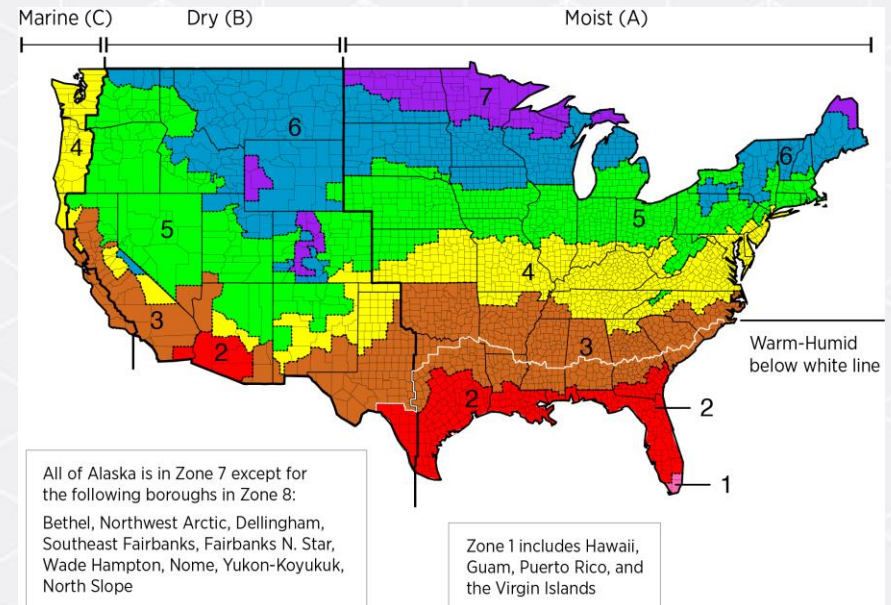 Marine (C)
Dry (B)
Moist (A)
7
6
6
4
5
5
4
3
3
Warm-Humid
below white line
2
2
2
1
All of Alaska is in Zone 7 except for
the following boroughs in Zone 8:
Bethel, Northwest Arctic, Dellingham,
Southeast Fairbanks, Fairbanks N. Star,
Wade Hampton, Nome, Yukon-Koyukuk,
North Slope
Zone 1 includes Hawaii,
Guam, Puerto Rico, and
the Virgin Islands